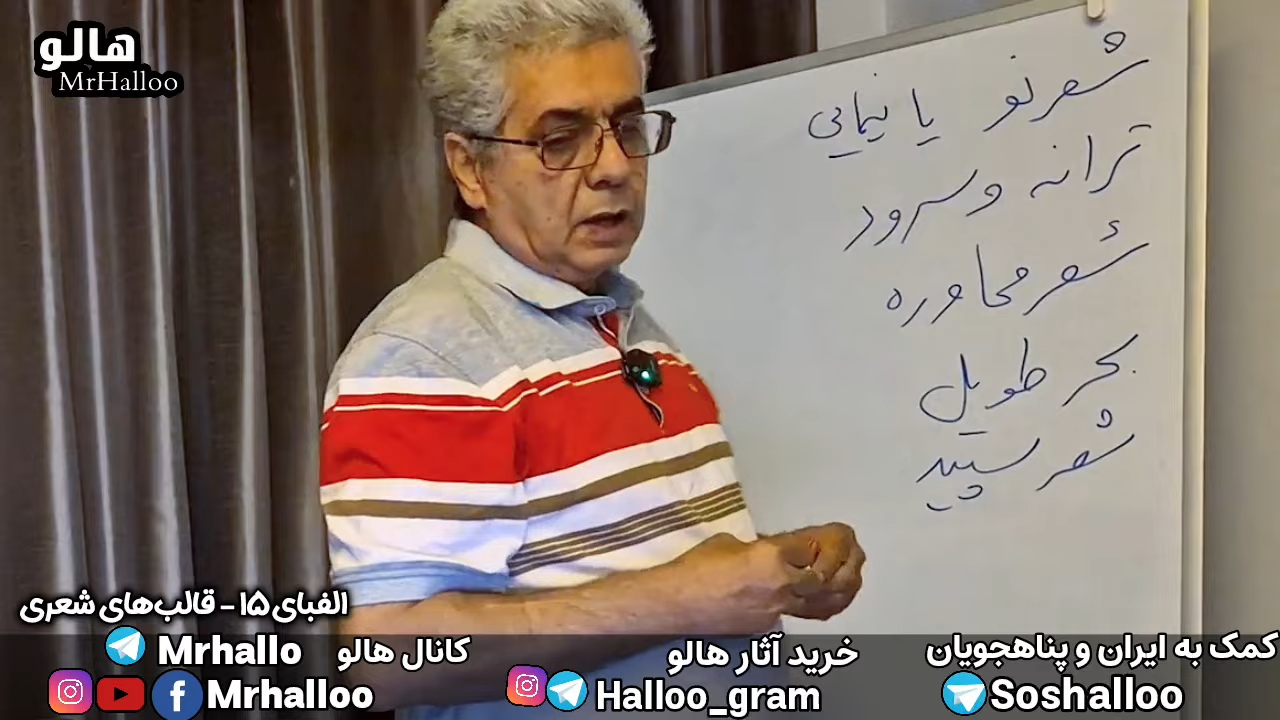 هالو
MrHalloo
شعر نو یا نیمایی
ترانه و سرود
شعر محاوره
بحر طویل
شعر سپید
الفبای ۱۵ - قالب‌های شعری
Mrhallo کانال هالو
Mrhalloo
خرید آثار هالو
Halloo_gram
کمک به ایران و پناهجویان
Soshalloo